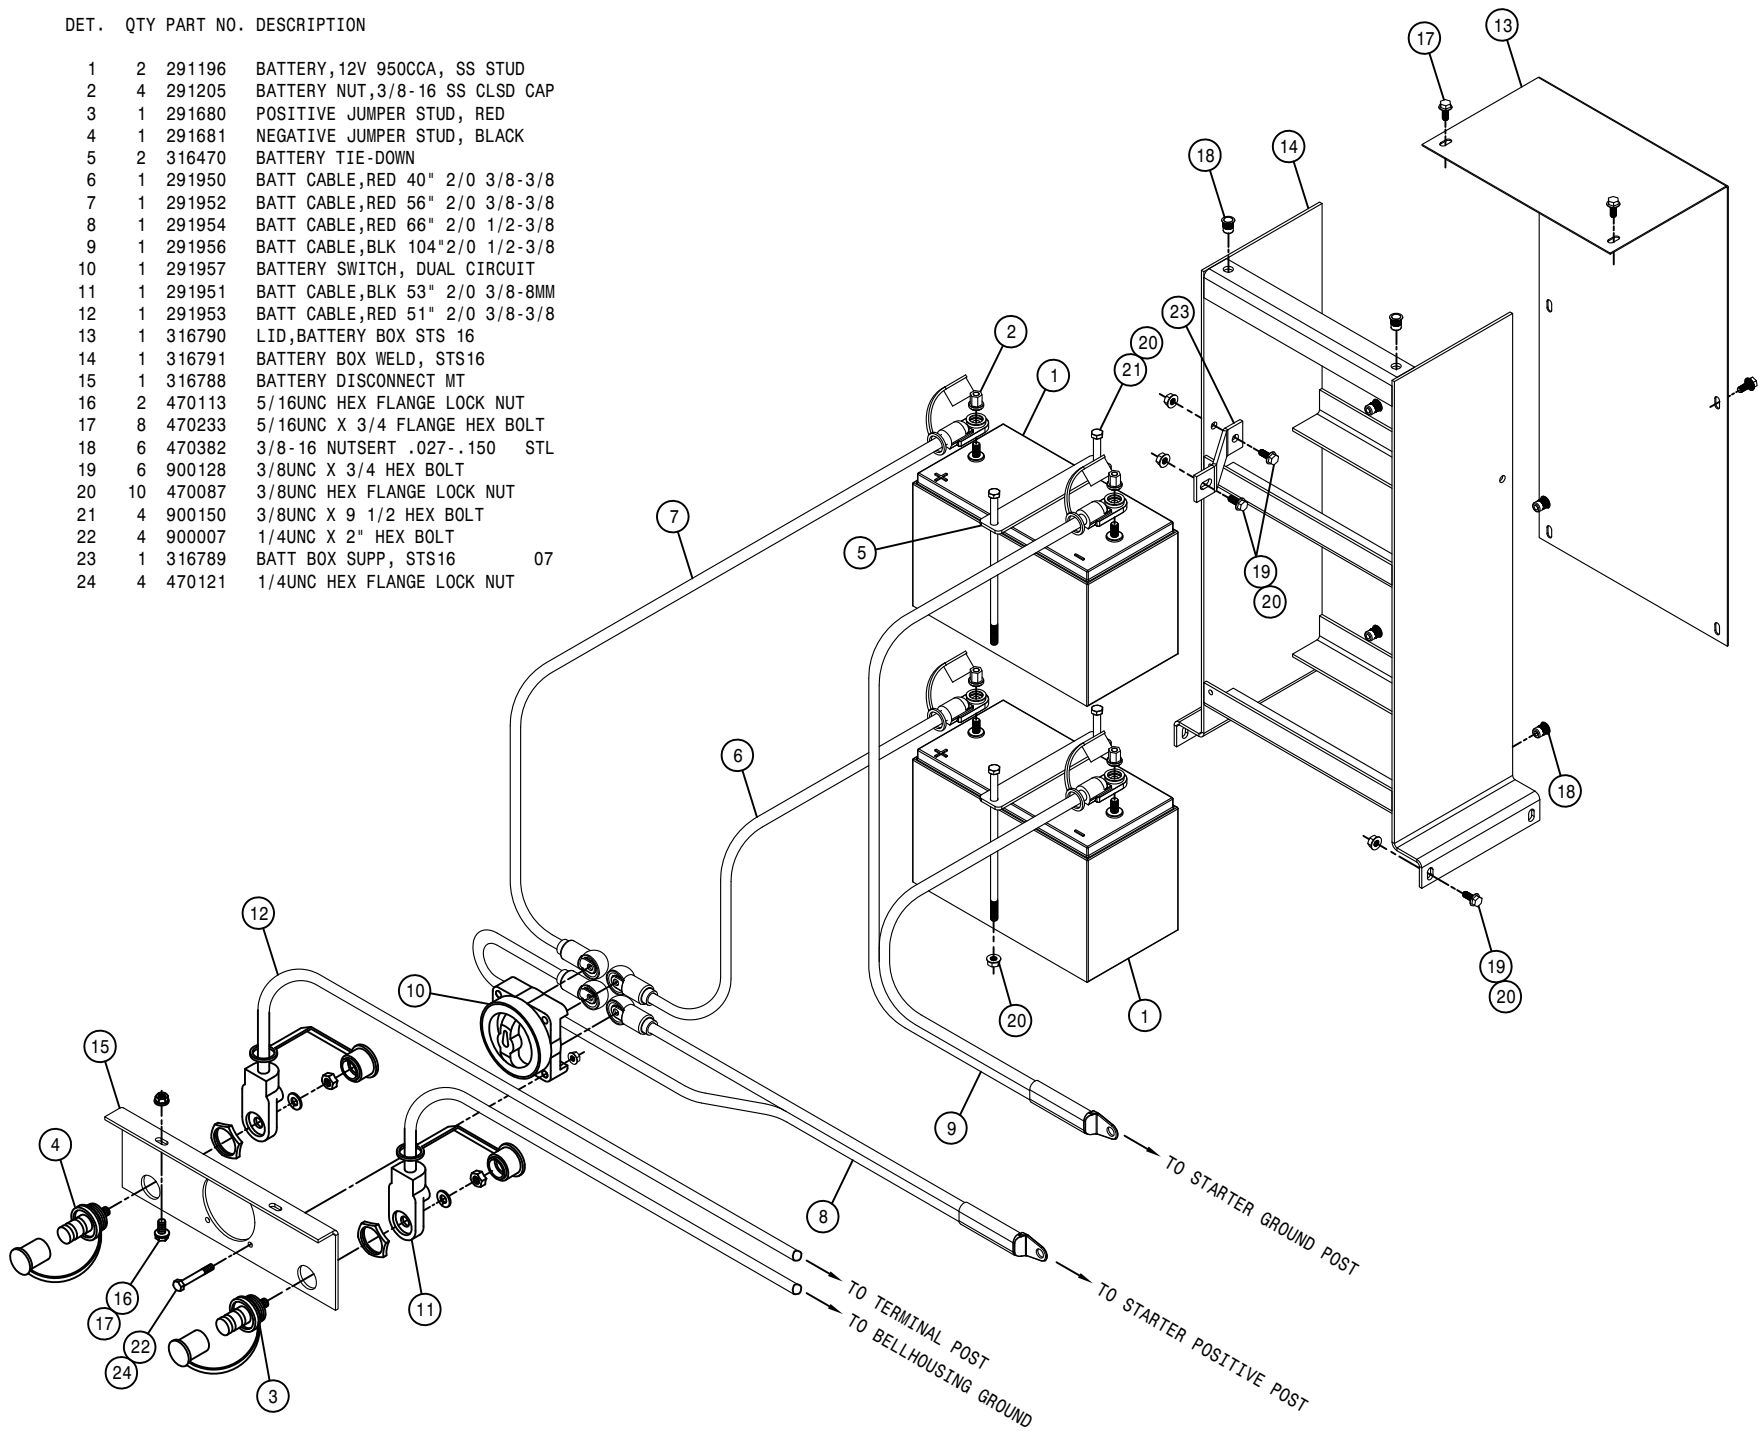 DET. QTY PART NO. DESCRIPTION
1 2 291196 BATTERY,12V 950CCA, SS STUD
2 4 291205 BATTERY NUT,3/8-16 SS CLSD CAP
3 1 291680 POSITIVE JUMPER STUD, RED
4 1 291681 NEGATIVE JUMPER STUD, BLACK
5 2 316470 BATTERY TIE-DOWN
6 1 291950 BATT CABLE,RED 40" 2/0 3/8-3/8
7 1 291952 BATT CABLE,RED 56" 2/0 3/8-3/8
8 1 291954 BATT CABLE,RED 66" 2/0 1/2-3/8
9 1 291956 BATT CABLE,BLK 104"2/0 1/2-3/8
10 1 291957 BATTERY SWITCH, DUAL CIRCUIT
11 1 291951 BATT CABLE,BLK 53" 2/0 3/8-8MM
12 1 291953 BATT CABLE,RED 51" 2/0 3/8-3/8
13 1 316790 LID,BATTERY BOX STS 16
14 1 316791 BATTERY BOX WELD, STS16
15 1 316788 BATTERY DISCONNECT MT
16 2 470113 5/16UNC HEX FLANGE LOCK NUT
17 8 470233 5/16UNC X 3/4 FLANGE HEX BOLT
18 6 470382 3/8-16 NUTSERT .027-.150 STL
19 6 900128 3/8UNC X 3/4 HEX BOLT
20 10 470087 3/8UNC HEX FLANGE LOCK NUT
21 4 900150 3/8UNC X 9 1/2 HEX BOLT
22 4 900007 1/4UNC X 2" HEX BOLT
23 1 316789 BATT BOX SUPP, STS16 07
24 4 470121 1/4UNC HEX FLANGE LOCK NUT
13
17
14
18
23
2
20
21
1
7
5
19
20
6
18
12
10
19
20
20
1
15
4
9
8
16
17
11
22
24
3
+
-
+
-
TO STARTER GROUND POST
TO STARTER POSITIVE POST
TO TERMINAL POST
TO BELLHOUSING GROUND